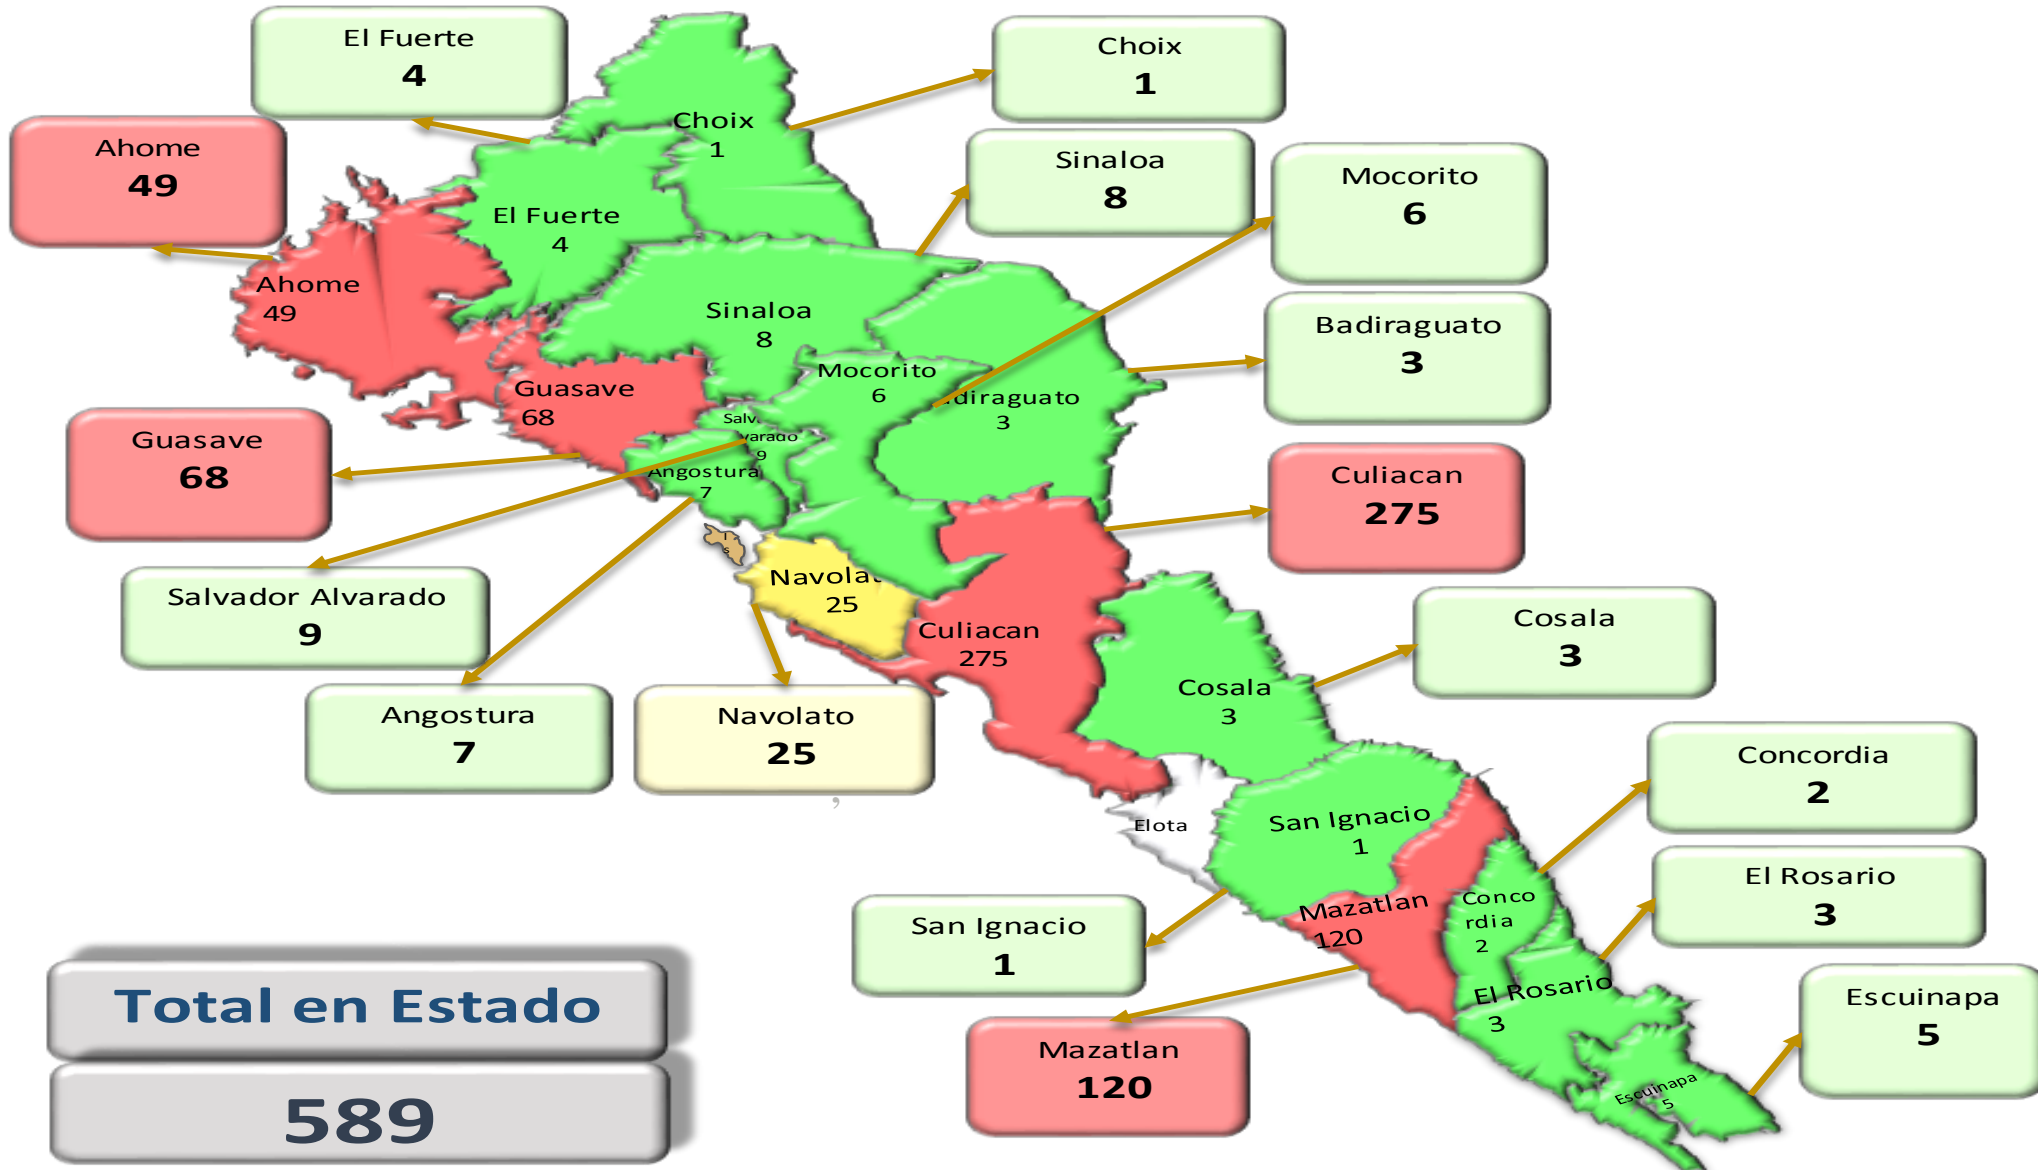 El Fuerte
4
Choix
1
Ahome
49
Sinaloa
8
Mocorito
6
Badiraguato
3
Guasave
68
Culiacan
275
Salvador Alvarado
9
Cosala
3
Angostura
7
Navolato
25
Concordia
2
El Rosario
3
San Ignacio
1
Escuinapa
5
Mazatlan
120
Choix
1
El Fuerte
4
Ahome
49
Sinaloa
8
Mocorito
6
Guasave
68
diraguato
3
Salv
varado
9
Angostura
7
Navolat
25
Culiacan
275
Cosala
3
Elota
San Ignacio
1
Mazatlan
120
Conco
rdia
2
El Rosario
3
Escuinapa
5
,
Total en Estado
589